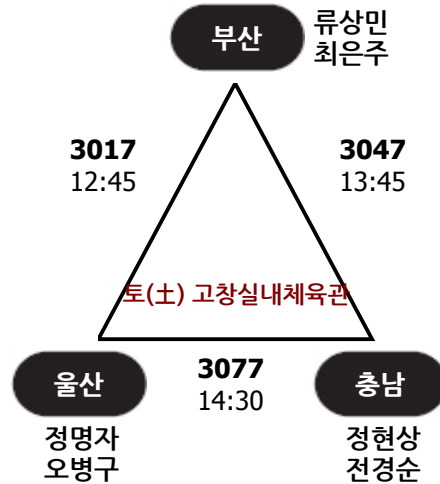 부산
류상민
최은주
3017
12:45
3047
13:45
토(土) 고창실내체육관
울산
3077
14:30
충남
정명자
오병구
정현상
전경순